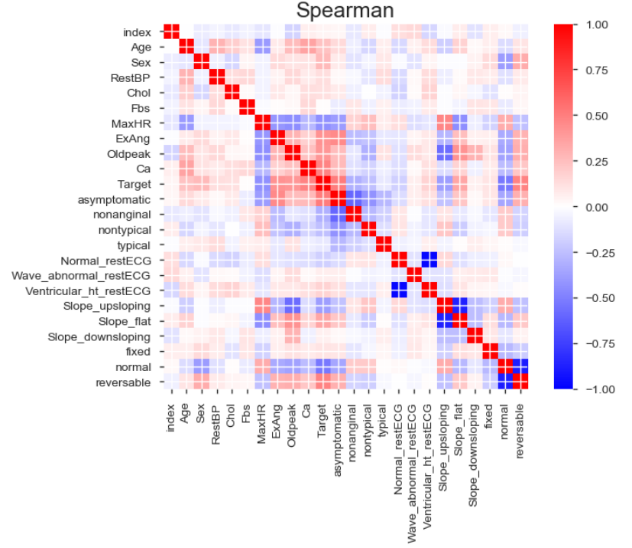 Spearman
index
Age
Sex
RestBP
Chol
Fbs
MaxHR
ExAng
Oldpeak
Ca
Target
asymptomatic
nonanginal
nontypical
typical
Normal_restECG
Wave_abnormal_restECG
Ventricular_ht_restECG
Slope_upsloping
Slope_flat
Slope_downsloping
fixed
normal
reversable
index
Age
Sex
RestBP
Chol
Fbs
MaxHR
ExAng
Oldpeak
Ca
Target
asymptomatic
nonanginal
nontypical
typical
Normal_restECG
Wave_abnormal_restECG
Ventricular_ht_restECG
Slope_upsloping
Slope_flat
Slope_downsloping
fixed
normal
reversable
1.00
0.75
0.50
0.25
0.00
−0.25
−0.50
−0.75
−1.00